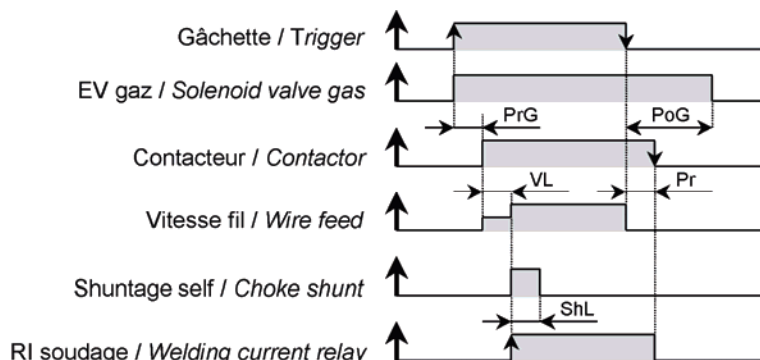 Gâchette / Trigger
EV gaz / Solenoid valve gas
PrG
PoG
Contacteur / Contactor
VL
Pr
Vitesse fil / Wire feed
Shuntage self / Choke shunt
ShL
RI soudage / Welding current relay